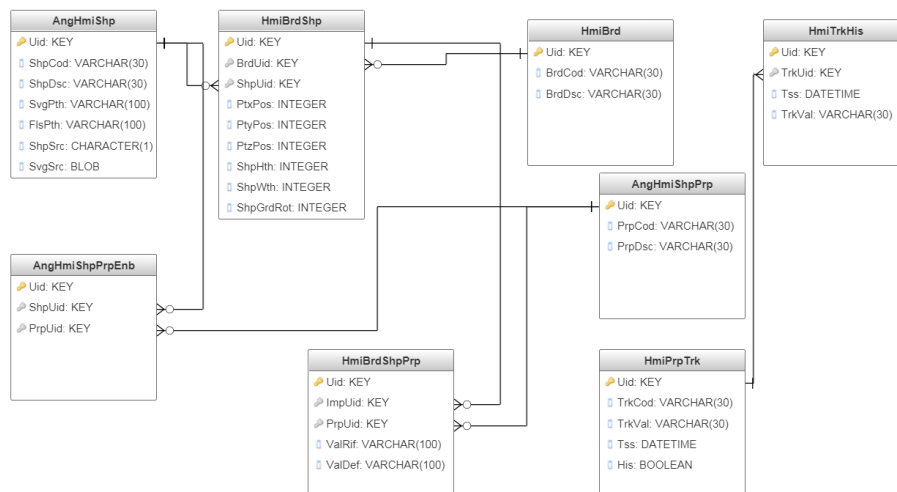 AngHmiShp
Uid: KEY
ShpCod: VARCHAR(30)
ShpDsc: VARCHAR(30)
SvgPth: VARCHAR(100)
FlsPth: VARCHAR(100)
ShpSrc: CHARACTER(1)
SvgSrc: BLOB
HmiBrdShp
Uid: KEY
BrdUid: KEY
ShpUid: KEY
PtxPos: INTEGER
PtyPos: INTEGER
PtzPos: INTEGER
ShpHth: INTEGER
ShpWth: INTEGER
ShpGrdRot: INTEGER
HmiBrd
Uid: KEY
BrdCod: VARCHAR(30)
BrdDsc: VARCHAR(30)
HmiTrkHis
Uid: KEY
TrkUid: KEY
Tss: DATETIME
TrkVal: VARCHAR(30)
AngHmiShpPrp
Uid: KEY
PrpCod: VARCHAR(30)
PrpDsc: VARCHAR(30)
AngHmiShpPrpEnb
Uid: KEY
ShpUid: KEY
PrpUid: KEY
HmiBrdShpPrp
Uid: KEY
ImpUid: KEY
PrpUid: KEY
ValRif: VARCHAR(100)
ValDef: VARCHAR(100)
HmiPrpTrk
Uid: KEY
TrkCod: VARCHAR(30)
TrkVal: VARCHAR(30)
Tss: DATETIME
His: BOOLEAN